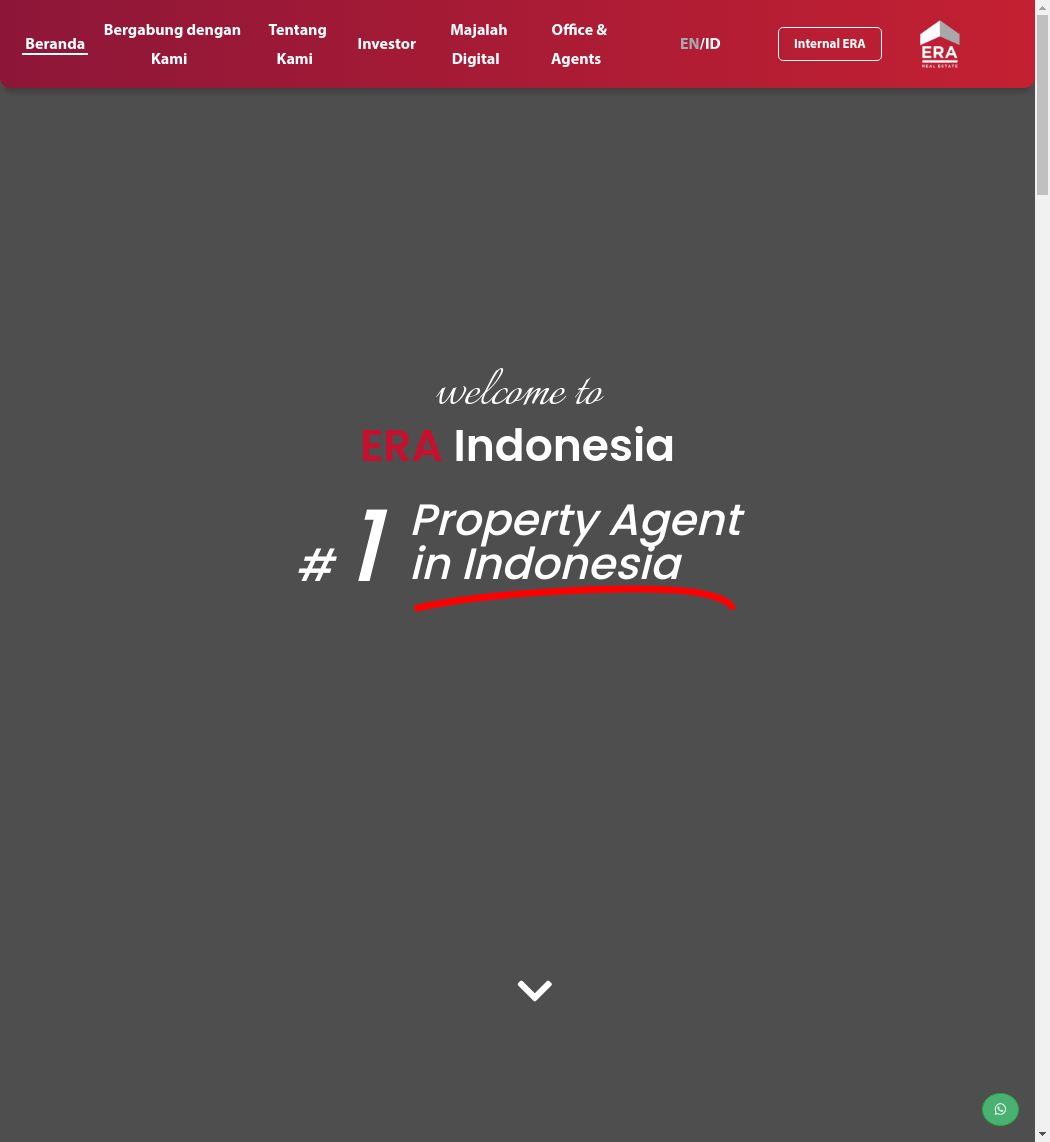 Beranda
Bergabung dengan
Kami
Tentang
Kami
Investor
Majalah
Digital
Office &
Agents
EN/ID
Internal ERA
ERA
REAL ESTATE
welcome to
ERA Indonesia
# 1 Property Agent
in Indonesia